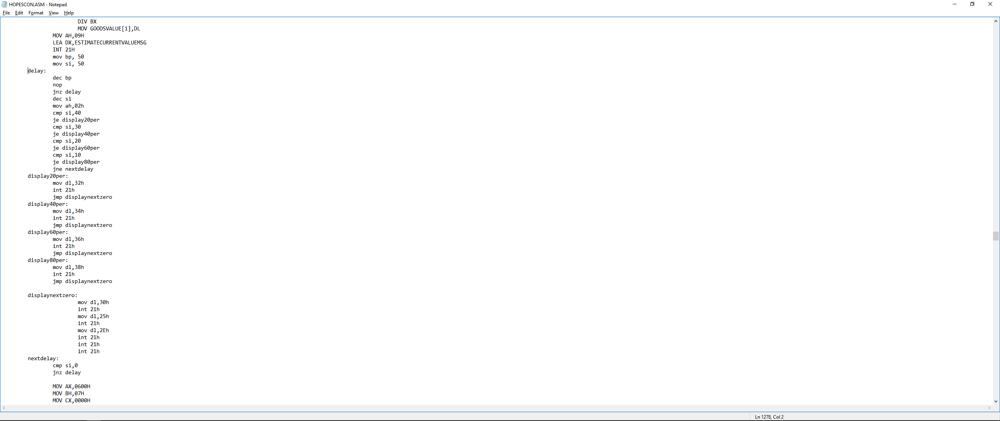 HOPESCON.ASM - Notepad
File Edit Format View Help
DIV BX
MOV GOODSVALUE[1],DL
MOV AH,09H
LEA DX,ESTIMATECURRENTVALUEMSG
INT 21H
mov bp, 50
mov si, 50
delay:
dec bp
nop
jnz delay
dec si
mov ah,02h
cmp si,40
je display20per
cmp si,30
je display40per
cmp si,20
je display60per
cmp si,10
je display80per
jne nextdelay
display20per:
mov dl,32h
int 21h
jmp displaynextzero
display40per:
mov dl,34h
int 21h
jmp displaynextzero
display60per:
mov dl,36h
int 21h
jmp displaynextzero
display80per:
mov dl,38h
int 21h
jmp displaynextzero
displaynextzero:
mov dl,30h
int 21h
mov dl,25h
int 21h
mov dl,2Eh
int 21h
int 21h
int 21h
nextdelay:
cmp si,0
jnz delay
MOV AX,0600H
MOV BH,07H
MOV CX,0000H
Ln 1278, Col 2